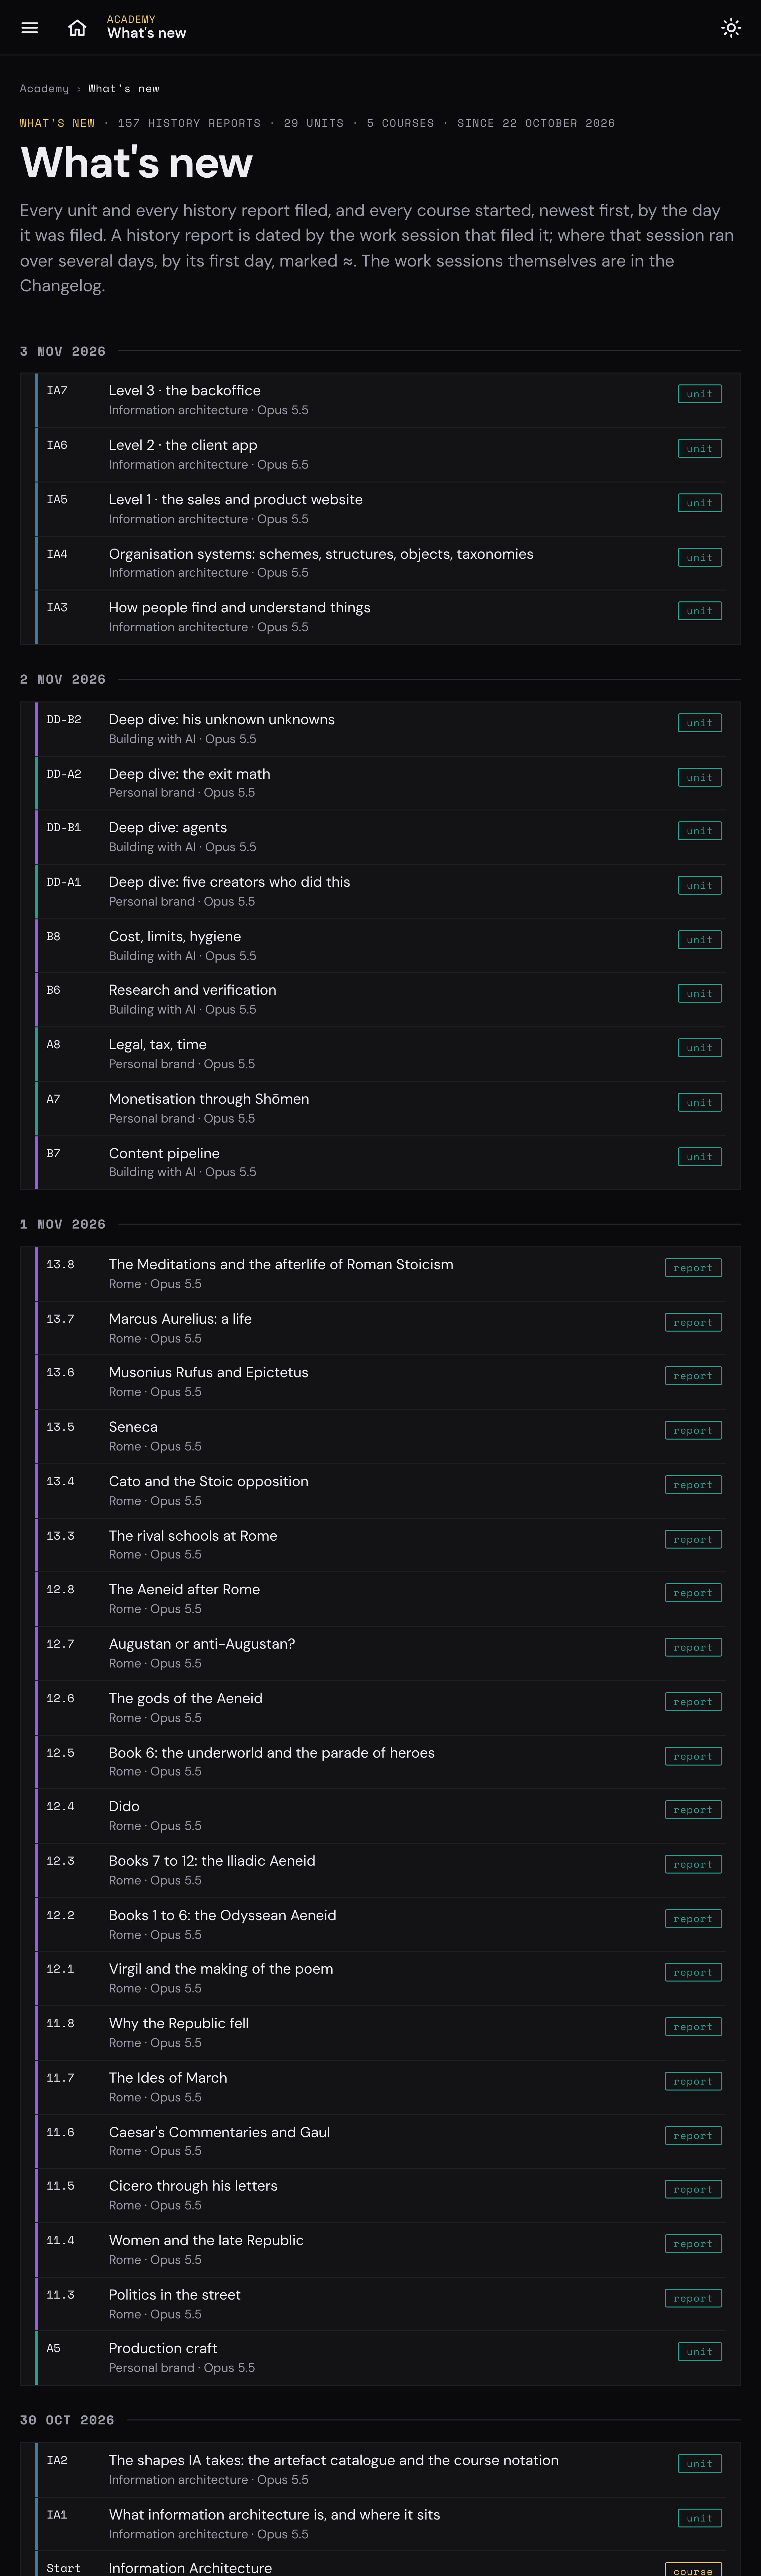 ACADEMY
What's new
Academy › What's new
WHAT'S NEW · 157 HISTORY REPORTS · 29 UNITS · 5 COURSES · SINCE 22 OCTOBER 2026
What's new
Every unit and every history report filed, and every course started, newest first, by the day
it was filed. A history report is dated by the work session that filed it; where that session ran
over several days, by its first day, marked ≈. The work sessions themselves are in the
Changelog.
3 NOV 2026
IA7 Level 3 · the backoffice unit
Information architecture · Opus 5.5
IA6 Level 2 · the client app unit
Information architecture · Opus 5.5
IA5 Level 1 · the sales and product website unit
Information architecture · Opus 5.5
IA4 Organisation systems: schemes, structures, objects, taxonomies unit
Information architecture · Opus 5.5
IA3 How people find and understand things unit
Information architecture · Opus 5.5
2 NOV 2026
DD-B2 Deep dive: his unknown unknowns unit
Building with AI · Opus 5.5
DD-A2 Deep dive: the exit math unit
Personal brand · Opus 5.5
DD-B1 Deep dive: agents unit
Building with AI · Opus 5.5
DD-A1 Deep dive: five creators who did this unit
Personal brand · Opus 5.5
B8 Cost, limits, hygiene unit
Building with AI · Opus 5.5
B6 Research and verification unit
Building with AI · Opus 5.5
A8 Legal, tax, time unit
Personal brand · Opus 5.5
A7 Monetisation through Shōmen unit
Personal brand · Opus 5.5
B7 Content pipeline unit
Building with AI · Opus 5.5
1 NOV 2026
13.8 The Meditations and the afterlife of Roman Stoicism report
Rome · Opus 5.5
13.7 Marcus Aurelius: a life report
Rome · Opus 5.5
13.6 Musonius Rufus and Epictetus report
Rome · Opus 5.5
13.5 Seneca report
Rome · Opus 5.5
13.4 Cato and the Stoic opposition report
Rome · Opus 5.5
13.3 The rival schools at Rome report
Rome · Opus 5.5
12.8 The Aeneid after Rome report
Rome · Opus 5.5
12.7 Augustan or anti-Augustan? report
Rome · Opus 5.5
12.6 The gods of the Aeneid report
Rome · Opus 5.5
12.5 Book 6: the underworld and the parade of heroes report
Rome · Opus 5.5
12.4 Dido report
Rome · Opus 5.5
12.3 Books 7 to 12: the Iliadic Aeneid report
Rome · Opus 5.5
12.2 Books 1 to 6: the Odyssean Aeneid report
Rome · Opus 5.5
12.1 Virgil and the making of the poem report
Rome · Opus 5.5
11.8 Why the Republic fell report
Rome · Opus 5.5
11.7 The Ides of March report
Rome · Opus 5.5
11.6 Caesar's Commentaries and Gaul report
Rome · Opus 5.5
11.5 Cicero through his letters report
Rome · Opus 5.5
11.4 Women and the late Republic report
Rome · Opus 5.5
11.3 Politics in the street report
Rome · Opus 5.5
A5 Production craft unit
Personal brand · Opus 5.5
30 OCT 2026
IA2 The shapes IA takes: the artefact catalogue and the course notation unit
Information architecture · Opus 5.5
IA1 What information architecture is, and where it sits unit
Information architecture · Opus 5.5
Start Information Architecture course